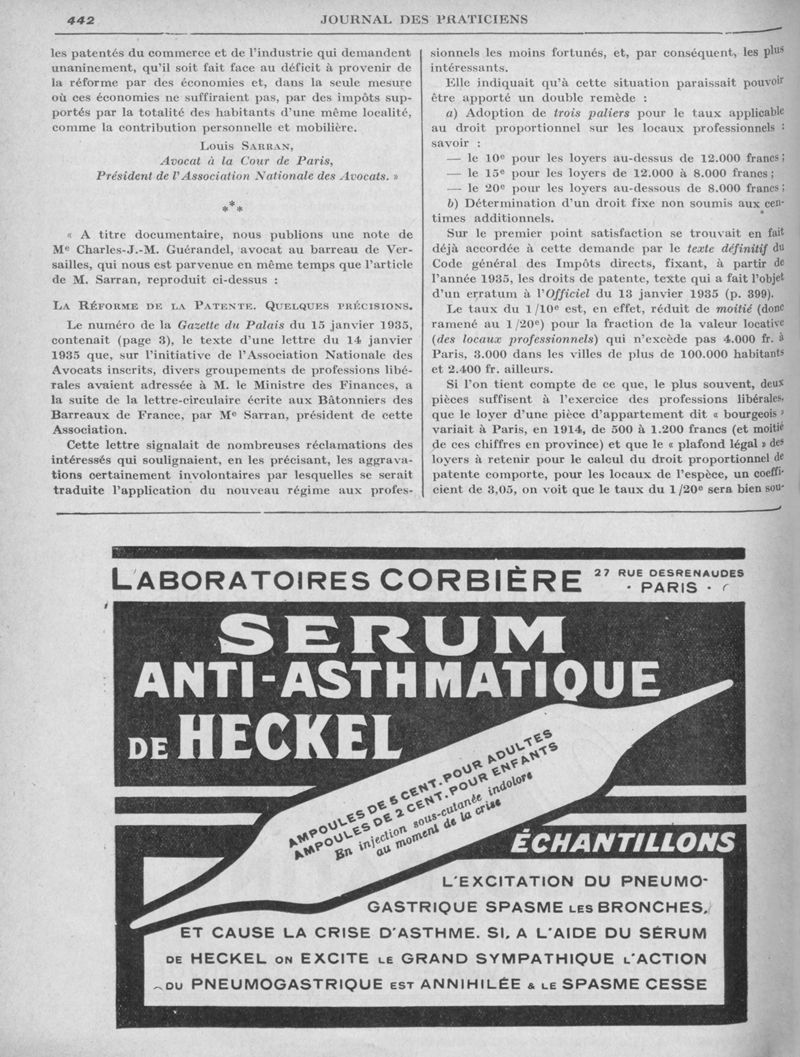 442
JOURNAL DES PRATICIENS
les patentés du commerce et de l'industrie qui demandent
unaninement, qu'il soit fait face au déficit à provenir de
la réforme par des économies et, dans la seule mesure
où ces économies ne suffiraient pas, par des impôts sup-
portés par la totalité des habitants d'une même localité,
comme la contribution personnelle et mobilière.
Louis SARRAN,
Avocat à la Cour de Paris,
Président de l'Association Nationale des Avocats. »
***
« A titre documentaire, nous publions une note de
Me Charles-J.-M. Guérandel, avocat au barreau de Ver-
sailles, qui nous est parvenue en même temps que l'article
de M. Sarran, reproduit ci-dessus :
LA RÉFORME DE LA PATENTE. QUELQUES PRÉCISIONS.
Le numéro de la Gazette du Palais du 15 janvier 1935,
contenait (page 3), le texte d'une lettre du 14 janvier
1935 que, sur l'initiative de l'Association Nationale des
Avocats inscrits, divers groupements de professions libé-
rales avaient adressée à M. le Ministre des Finances, a
la suite de la lettre-circulaire écrite aux Bâtonniers des
Barreaux de France, par Me Sarran, président de cette
Association.
Cette lettre signalait de nombreuses réclamations des
intéressés qui soulignaient, en les précisant, les aggrava-
tions certainement involontaires par lesquelles se serait
traduite l'application du nouveau régime aux profes-
sionnels les moins fortunés, et, par conséquent, les plus
intéressants.
Elle indiquait qu'à cette situation paraissait pouvoir
être apporté un double remède :
a) Adoption de trois paliers pour le taux applicable
au droit proportionnel sur les locaux professionnels :
savoir :
— le 10e pour les loyers au-dessus de 12.000 francs ;
— le 15e pour les loyers de 12.000 à 8.000 francs ;
— le 20e pour les loyers au-dessous de 8.000 francs ;
b) Détermination d'un droit fixe non soumis aux cen-
times additionnels.
Sur le premier point satisfaction se trouvait en fait
déjà accordée à cette demande par le texte définitif du
Code général des Impôts directs, fixant, à partir de
l'année 1935, les droits de patente, texte qui a fait l'objet
d'un erratum à l'Officiel du 13 janvier 1935 (p. 399).
Le taux du 1/10e est, en effet, réduit de moitié (donc
ramené au 1/20e) pour la fraction de la valeur locative
(des locaux professionnels) qui n'excède pas 4.000 fr. à
Paris, 3.000 dans les villes de plus de 100.000 habitants
et 2.400 fr. ailleurs.
Si l'on tient compte de ce que, le plus souvent, deux
pièces suffisent à l'exercice des professions libérales,
que le loyer d'une pièce d'appartement dit « bourgeois »
variait à Paris, en 1914, de 500 à 1.200 francs (et moitié
de ces chiffres en province) et que le « plafond légal » des
loyers à retenir pour le calcul du droit proportionnel de
patente comporte, pour les locaux de l'espèce, un coeffi-
cient de 3,05, on voit que le taux du 1/20e sera bien sou-
LABORATOIRES CORBIÈRE
27 RUE DESRENAUDES
· PARIS ·
SERUM
ANTI-ASTHMATIQUE
DE HECKEL
AMPOULES DE 5 CENT. POUR ADULTES
AMPOULES DE 2 CENT. POUR ENFANTS
En injection sous-cutanée indolore
au moment de la crise
ÉCHANTILLONS
L'EXCITATION DU PNEUMO-
GASTRIQUE SPASME LES BRONCHES,
ET CAUSE LA CRISE D'ASTHME. SI, A L'AIDE DU SÉRUM
DE HECKEL ON EXCITE LE GRAND SYMPATHIQUE L'ACTION
DU PNEUMOGASTRIQUE EST ANNIHILÉE & LE SPASME CESSE